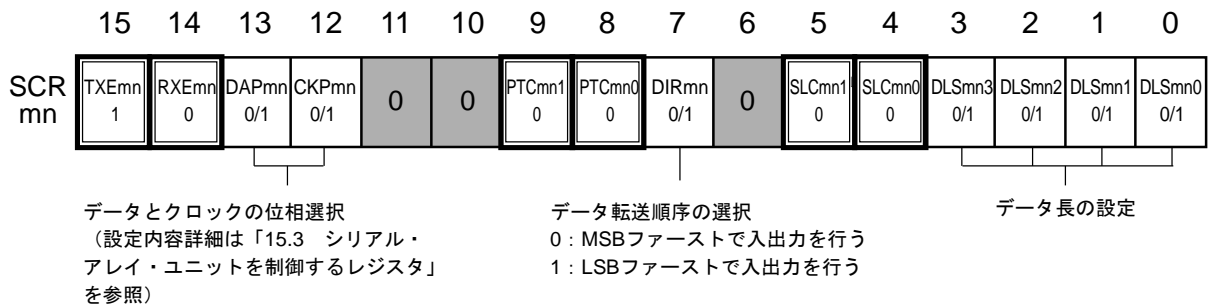 15 14 13 12 11 10 9 8 7 6 5 4 3 2 1 0
SCR
mn
TXEmn RXEmn DAPmn CKPmn 0 0 PTCmn1 PTCmn0 DIRmn 0 SLCmn1 SLCmn0 DLSmn3 DLSmn2 DLSmn1 DLSmn0
1 0 0/1 0/1 0 0 0/1 0 0 0/1 0/1 0/1 0/1
データとクロックの位相選択
（設定内容詳細は「15.3 シリアル・
アレイ・ユニットを制御するレジスタ」
を参照）
データ転送順序の選択
0：MSBファーストで入出力を行う
1：LSBファーストで入出力を行う
データ長の設定